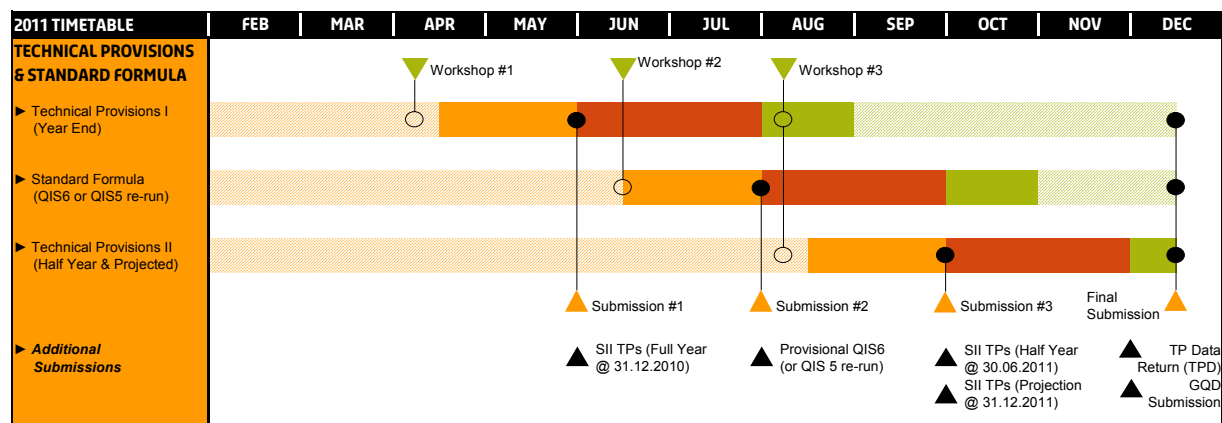 2011 TIMETABLE FEB MAR APR MAY JUN JUL AUG SEP OCT NOV DEC
TECHNICAL PROVISIONS
& STANDARD FORMULA
Workshop #1
Workshop #2
Workshop #3
► Technical Provisions I
(Year End)
► Standard Formula
(QIS6 or QIS5 re-run)
► Technical Provisions II
(Half Year & Projected)
Submission #1
Submission #2
Submission #3
Final
Submission
► Additional
Submissions
SII TPs (Full Year
@ 31.12.2010)
Provisional QIS6
(or QIS 5 re-run)
SII TPs (Half Year
@ 30.06.2011)
SII TPs (Projection
@ 31.12.2011)
TP Data
Return (TPD)
GQD
Submission